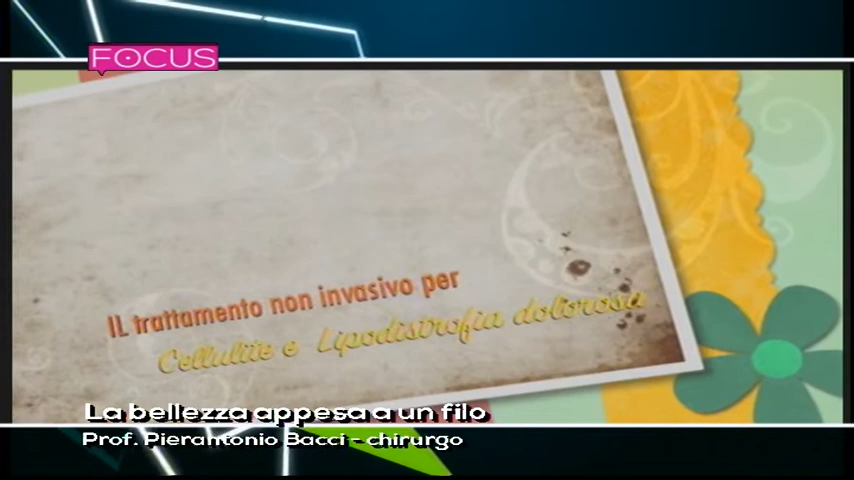 FOCUS
IL trattamento non invasivo per
Cellulite e Lipodistrofia dolorosa
La bellezza appesa a un filo
Prof. Pierantonio Bacci - chirurgo